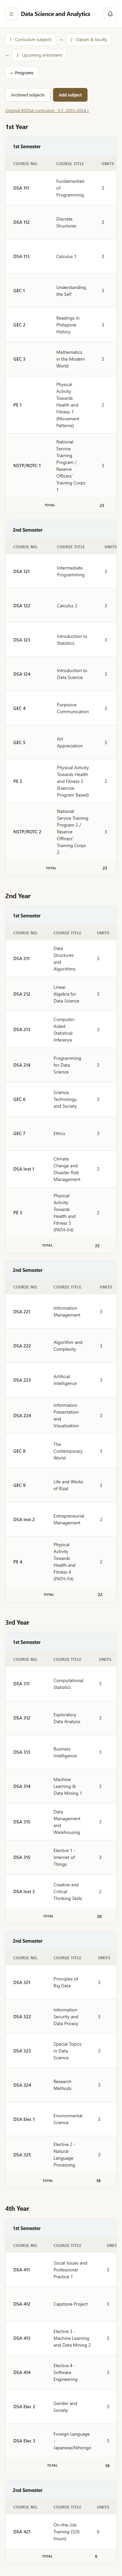 Data Science and Analytics
1 · Curriculum subjects → 2 · Classes & faculty
→ 3 · Upcoming enlistment
← Programs
Archived subjects Add subject
1st Year
1st Semester
COURSE NO. COURSE TITLE UNITS
DSA 111 Fundamentals of Programming 3
DSA 112 Discrete Structures 3
DSA 113 Calculus 1 3
GEC 1 Understanding the Self 3
GEC 2 Readings in Philippine History 3
GEC 3 Mathematics in the Modern World 3
PE 1 Physical Activity Towards Health and Fitness 1 (Movement Patterns) 2
NSTP/ROTC 1 National Service Training Program / Reserve Officers' Training Corps 1 3
TOTAL 23
2nd Semester
COURSE NO. COURSE TITLE UNITS
DSA 121 Intermediate Programming 3
DSA 122 Calculus 2 3
DSA 123 Introduction to Statistics 3
DSA 124 Introduction to Data Science 3
GEC 4 Purposive Communication 3
GEC 5 Art Appreciation 3
PE 2 Physical Activity Towards Health and Fitness 2 (Exercise Program Based) 2
NSTP/ROTC 2 National Service Training Program 2 / Reserve Officers' Training Corps 2 3
TOTAL 23
2nd Year
1st Semester
COURSE NO. COURSE TITLE UNITS
DSA 211 Data Structures and Algorithms 3
DSA 212 Linear Algebra for Data Science 3
DSA 213 Computer-Aided Statistical Inference 3
DSA 214 Programming for Data Science 3
GEC 6 Science, Technology, and Society 3
GEC 7 Ethics 3
DSA Inst 1 Climate Change and Disaster Risk Management 2
PE 3 Physical Activity Towards Health and Fitness 3 (PATH-Fit) 2
TOTAL 22
2nd Semester
COURSE NO. COURSE TITLE UNITS
DSA 221 Information Management 3
DSA 222 Algorithm and Complexity 3
DSA 223 Artificial Intelligence 3
DSA 224 Information Presentation and Visualization 3
GEC 8 The Contemporary World 3
GEC 9 Life and Works of Rizal 3
DSA Inst 2 Entrepreneurial Management 2
PE 4 Physical Activity Towards Health and Fitness 4 (PATH-Fit) 2
TOTAL 22
3rd Year
1st Semester
COURSE NO. COURSE TITLE UNITS
DSA 311 Computational Statistics 3
DSA 312 Exploratory Data Analysis 3
DSA 313 Business Intelligence 3
DSA 314 Machine Learning & Data Mining 1 3
DSA 315 Data Management and Warehousing 3
DSA 315 Elective 1 - Internet of Things 3
DSA Inst 3 Creative and Critical Thinking Skills 2
TOTAL 20
2nd Semester
COURSE NO. COURSE TITLE UNITS
DSA 321 Principles of Big Data 3
DSA 322 Information Security and Data Privacy 3
DSA 323 Special Topics in Data Science 3
DSA 324 Research Methods 3
DSA Elec 1 Environmental Science 3
DSA 325 Elective 2 - Natural Language Processing 3
TOTAL 18
4th Year
1st Semester
COURSE NO. COURSE TITLE UNITS
DSA 411 Social Issues and Professional Practice 1 3
DSA 412 Capstone Project 3
DSA 413 Elective 3 - Machine Learning and Data Mining 2 3
DSA 414 Elective 4 - Software Engineering 3
DSA Elec 2 Gender and Society 3
DSA Elec 3 Foreign Language - Japanese/Nihongo 3
TOTAL 18
2nd Semester
COURSE NO. COURSE TITLE UNITS
DSA 421 On-the-Job Training (320 hours) 6
TOTAL 6